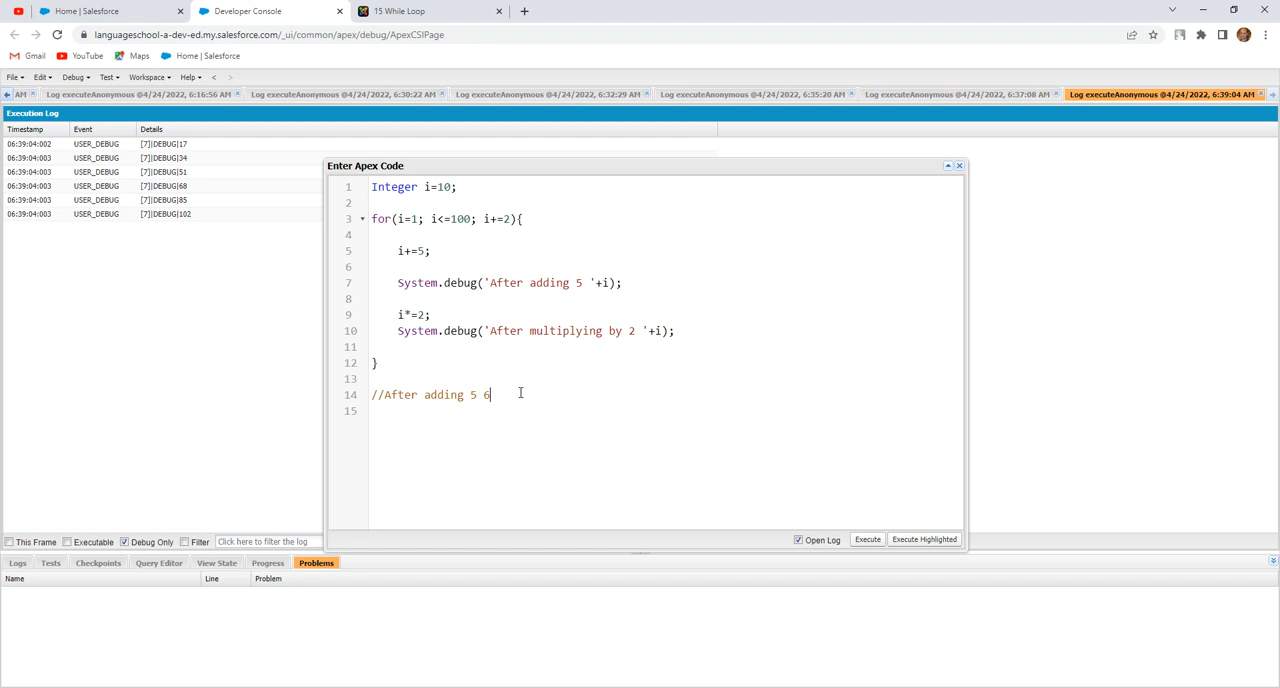 Home | Salesforce
Developer Console
15 While Loop
languageschool-a-dev-ed.my.salesforce.com/_ui/common/apex/debug/ApexCSIPage
Gmail YouTube Maps Home | Salesforce
File Edit Debug Test Workspace Help < >
AM Log executeAnonymous @4/24/2022, 6:16:56 AM Log executeAnonymous @4/24/2022, 6:30:22 AM Log executeAnonymous @4/24/2022, 6:32:29 AM Log executeAnonymous @4/24/2022, 6:35:20 AM Log executeAnonymous @4/24/2022, 6:37:08 AM Log executeAnonymous @4/24/2022, 6:39:04 AM
Execution Log
Timestamp Event Details
06:39:04:002 USER_DEBUG [7]|DEBUG|17
06:39:04:003 USER_DEBUG [7]|DEBUG|34
06:39:04:003 USER_DEBUG [7]|DEBUG|51
06:39:04:003 USER_DEBUG [7]|DEBUG|68
06:39:04:003 USER_DEBUG [7]|DEBUG|85
06:39:04:003 USER_DEBUG [7]|DEBUG|102
Enter Apex Code
1 Integer i=10;
2
3 for(i=1; i<=100; i+=2){
4
5 i+=5;
6
7 System.debug('After adding 5 '+i);
8
9 i*=2;
10 System.debug('After multiplying by 2 '+i);
11
12 }
13
14 //After adding 5 6
15
Open Log Execute Execute Highlighted
This Frame Executable Debug Only Filter Click here to filter the log
Logs Tests Checkpoints Query Editor View State Progress Problems
Name Line Problem